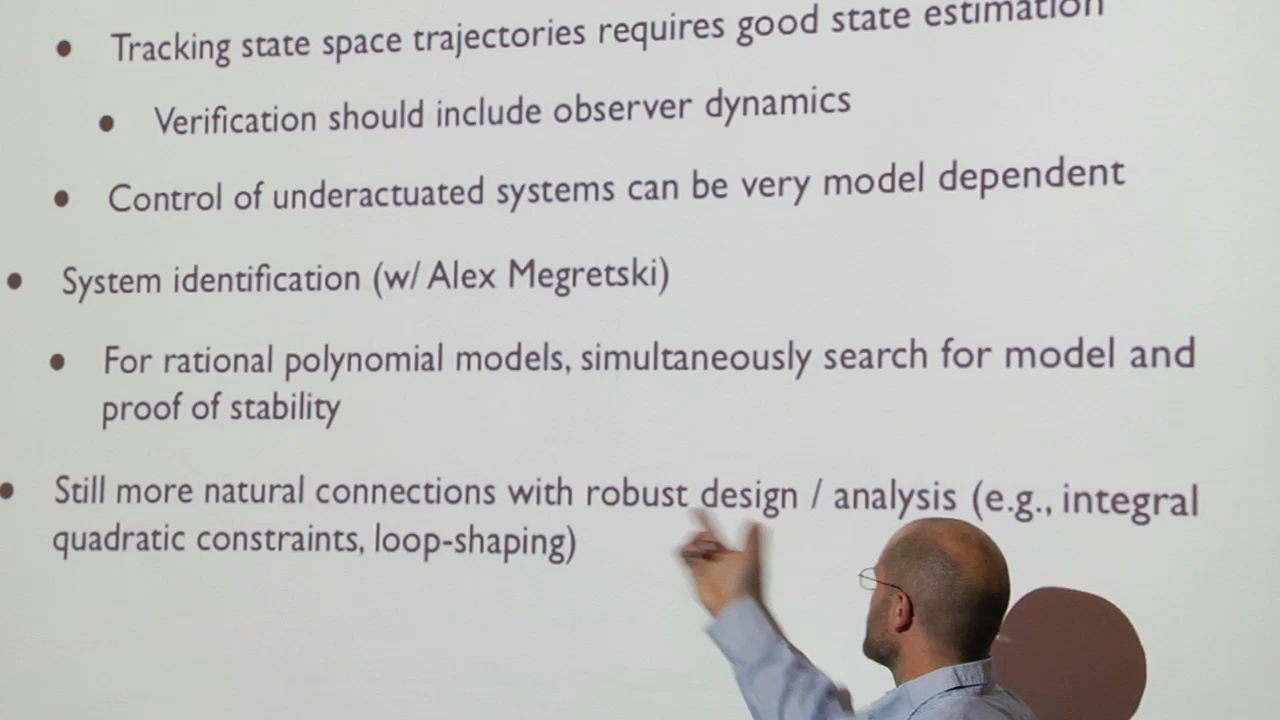 Tracking state space trajectories requires good state estimation
Verification should include observer dynamics
Control of underactuated systems can be very model dependent
System identification (w/ Alex Megretski)
For rational polynomial models, simultaneously search for model and
proof of stability
Still more natural connections with robust design / analysis (e.g., integral
quadratic constraints, loop-shaping)